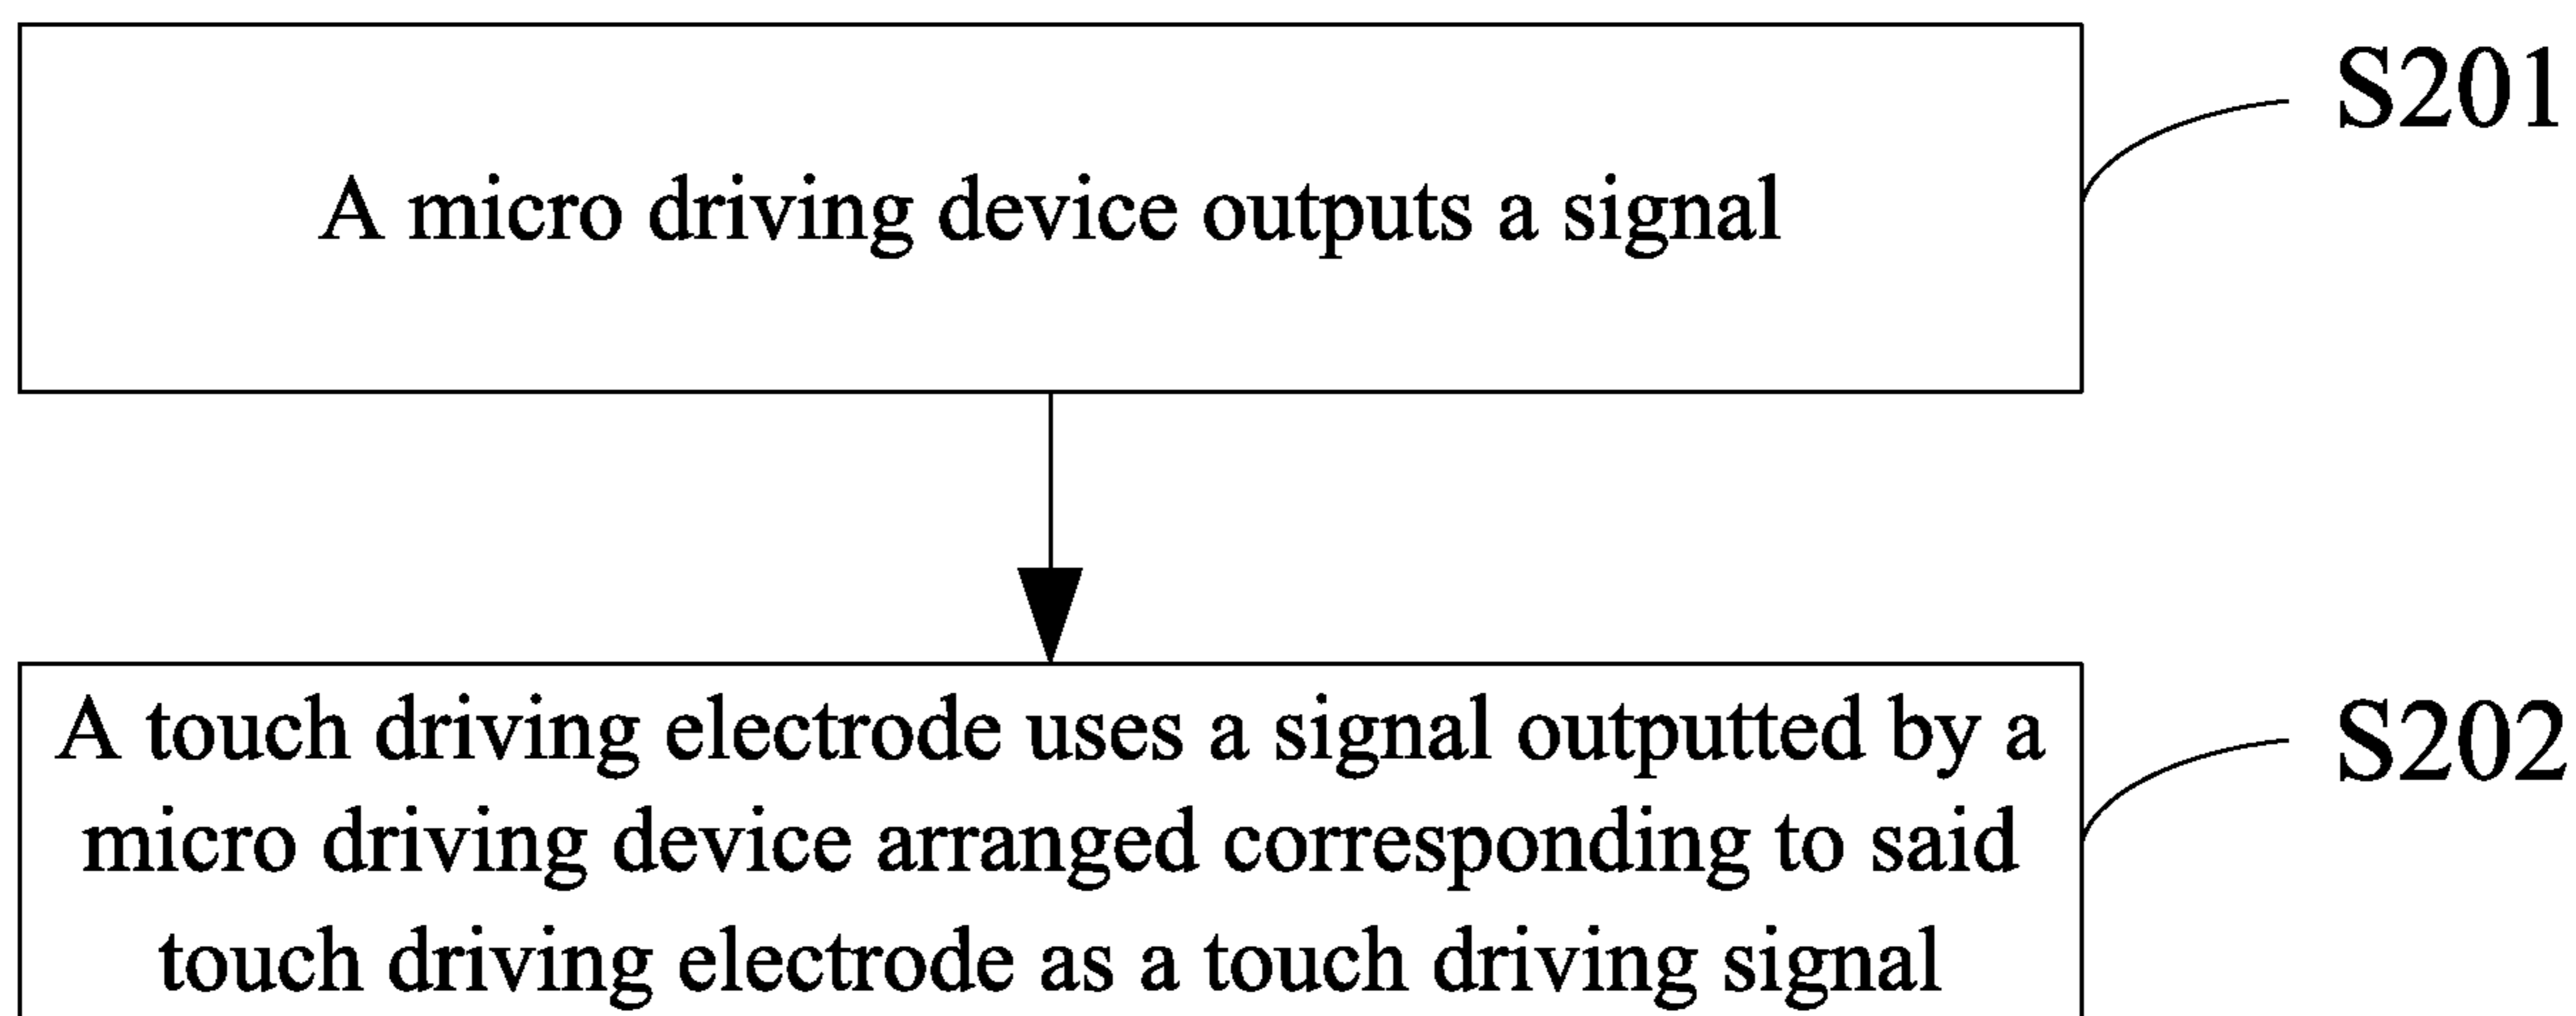 A micro driving device outputs a signal
S201
A touch driving electrode uses a signal outputted by a
micro driving device arranged corresponding to said
touch driving electrode as a touch driving signal
S202